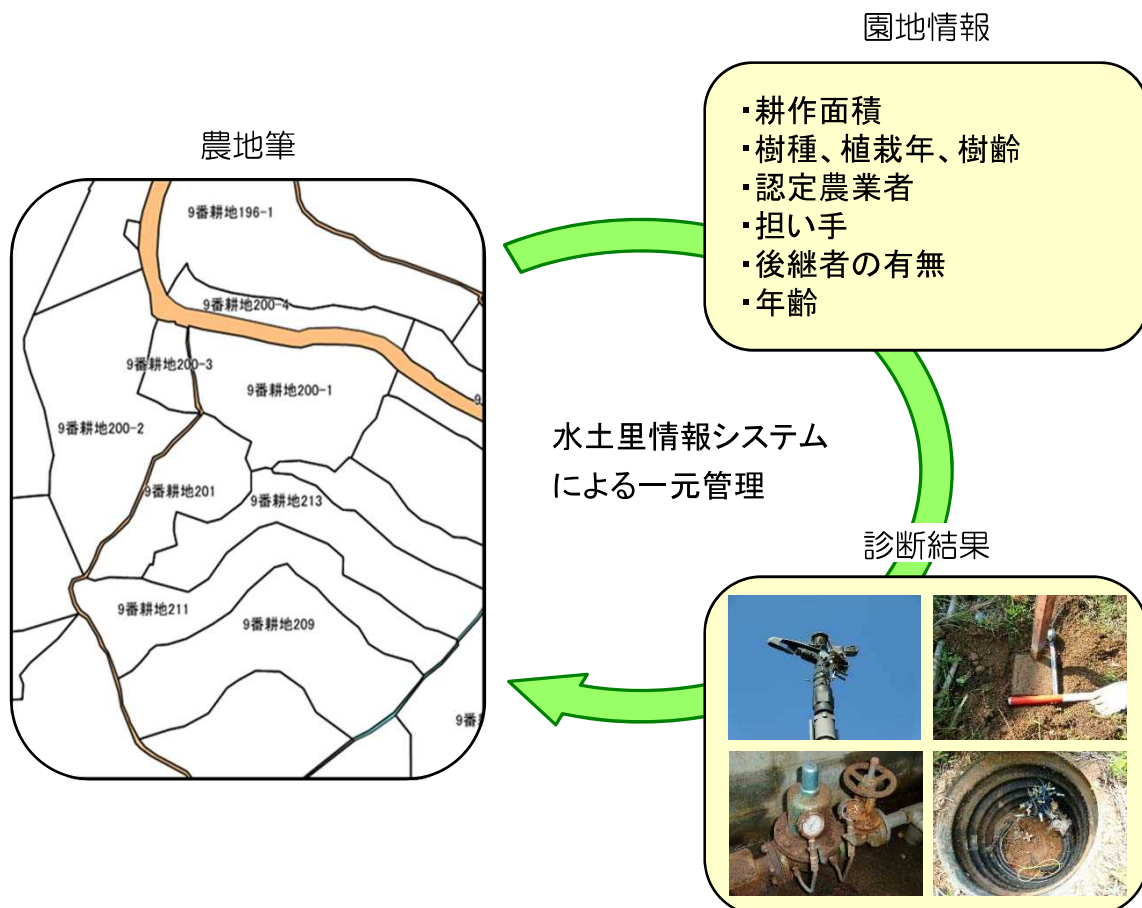 園地情報
・耕作面積
・樹種、植栽年、樹齢
・認定農業者
・担い手
・後継者の有無
・年齢
農地筆
9番耕地196-1
9番耕地200-4
9番耕地200-3
9番耕地200-1
9
9番耕地200-2
9番耕地201
9番耕地213
9番耕地211
9番耕地209
9番
水土里情報システム
による一元管理
診断結果